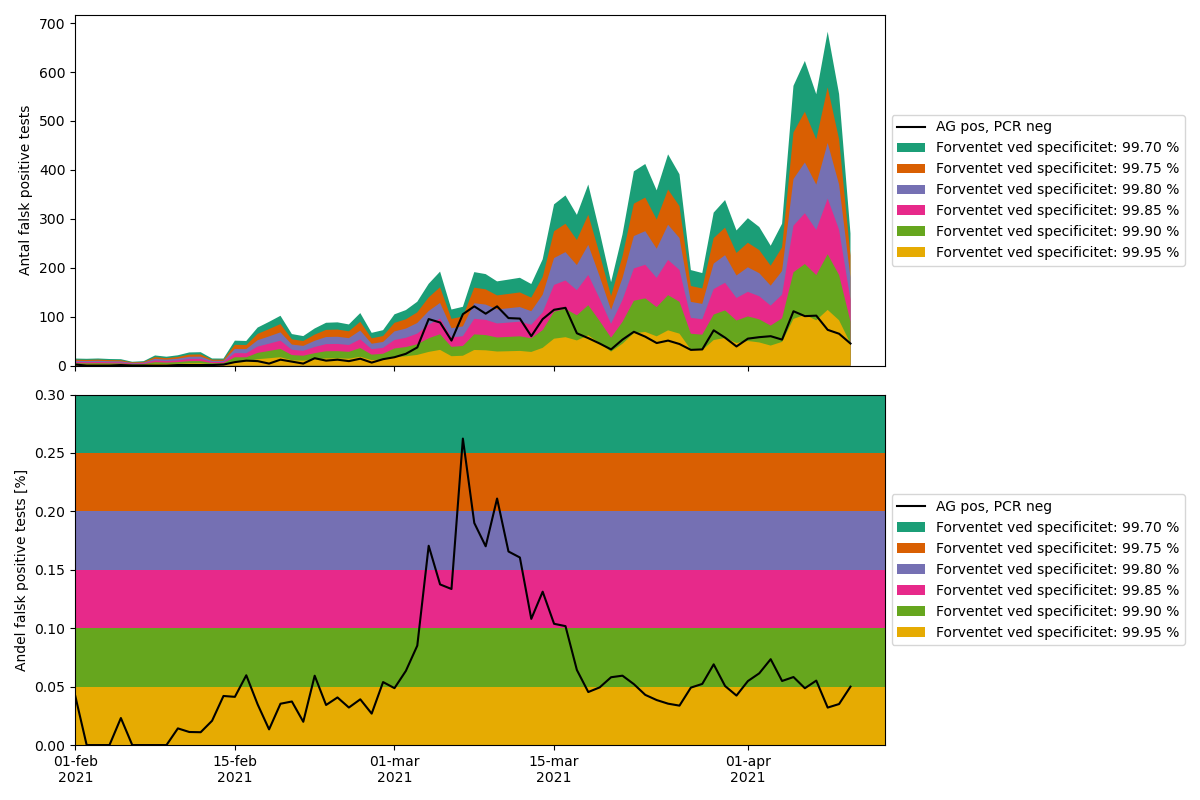 700
600
500
400
300
200
100
0
Antal falsk positive tests
AG pos, PCR neg
Forventet ved specificitet: 99.70 %
Forventet ved specificitet: 99.75 %
Forventet ved specificitet: 99.80 %
Forventet ved specificitet: 99.85 %
Forventet ved specificitet: 99.90 %
Forventet ved specificitet: 99.95 %
0.30
0.25
0.20
0.15
0.10
0.05
0.00
Andel falsk positive tests [%]
01-feb
2021
15-feb
2021
01-mar
2021
15-mar
2021
01-apr
2021
AG pos, PCR neg
Forventet ved specificitet: 99.70 %
Forventet ved specificitet: 99.75 %
Forventet ved specificitet: 99.80 %
Forventet ved specificitet: 99.85 %
Forventet ved specificitet: 99.90 %
Forventet ved specificitet: 99.95 %